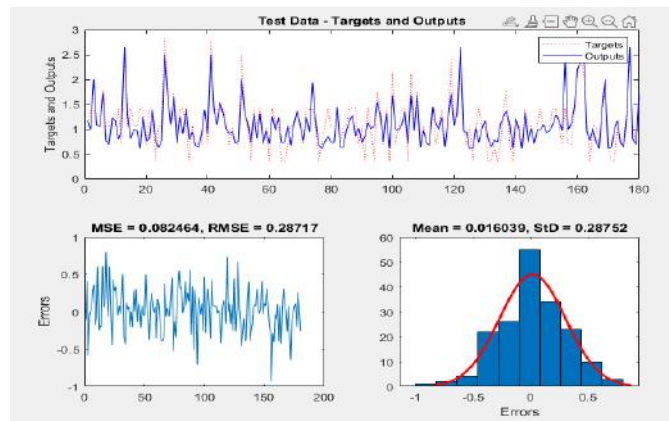 Test Data - Targets and Outputs
Targets and Outputs
3
2.5
2
1.5
1
0.5
0
0 20 40 60 80 100 120 140 160 180
Targets
Outputs
MSE = 0.082464, RMSE = 0.28717
Errors
1
0.5
0
-0.5
-1
0 50 100 150 200
Mean = 0.016039, StD = 0.28752
60
50
40
30
20
10
0
-1 -0.5 0 0.5
Errors